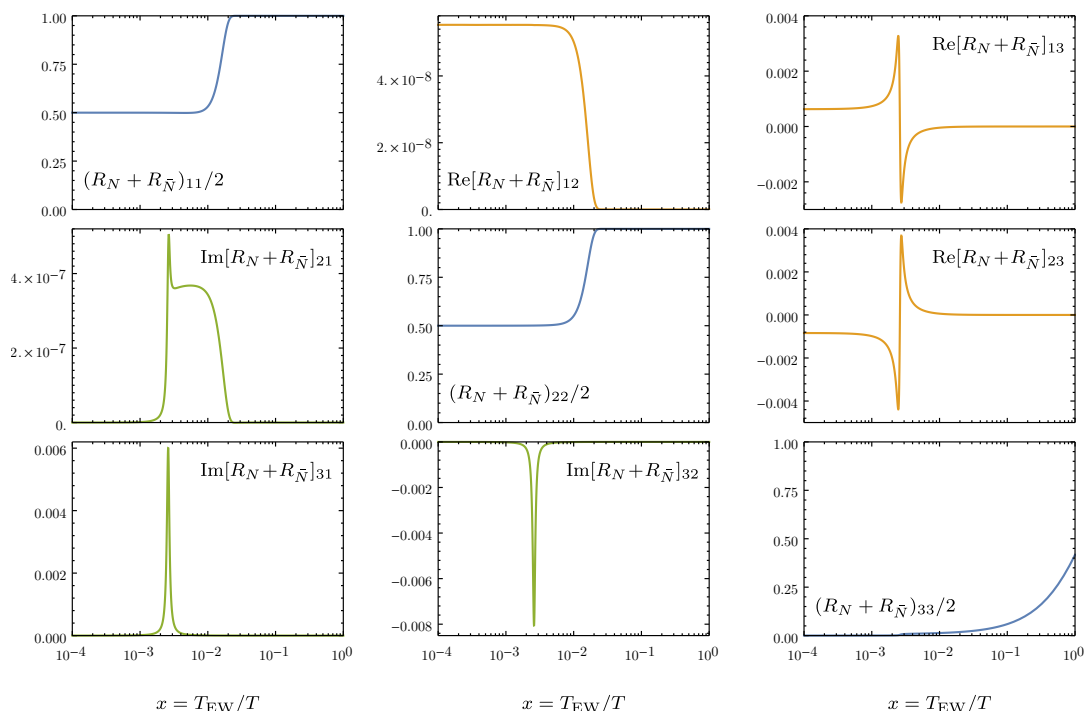 1.00
0.75
0.50
0.25
0.00
(R_N + R_N̄)₁₁/2
4.×10⁻⁸
2.×10⁻⁸
0.
Re[R_N+R_N̄]₁₂
0.004
0.002
0.000
−0.002
Re[R_N+R_N̄]₁₃
4.×10⁻⁷
2.×10⁻⁷
0.
Im[R_N+R_N̄]₂₁
1.00
0.75
0.50
0.25
0.00
(R_N + R_N̄)₂₂/2
0.004
0.002
0.000
−0.002
−0.004
Re[R_N+R_N̄]₂₃
0.006
0.004
0.002
0.000
Im[R_N+R_N̄]₃₁
0.000
−0.002
−0.004
−0.006
−0.008
Im[R_N+R_N̄]₃₂
1.00
0.75
0.50
0.25
0.00
(R_N + R_N̄)₃₃/2
10⁻⁴ 10⁻³ 10⁻² 10⁻¹ 10⁰
10⁻⁴ 10⁻³ 10⁻² 10⁻¹ 10⁰
10⁻⁴ 10⁻³ 10⁻² 10⁻¹ 10⁰
x = T_EW/T
x = T_EW/T
x = T_EW/T